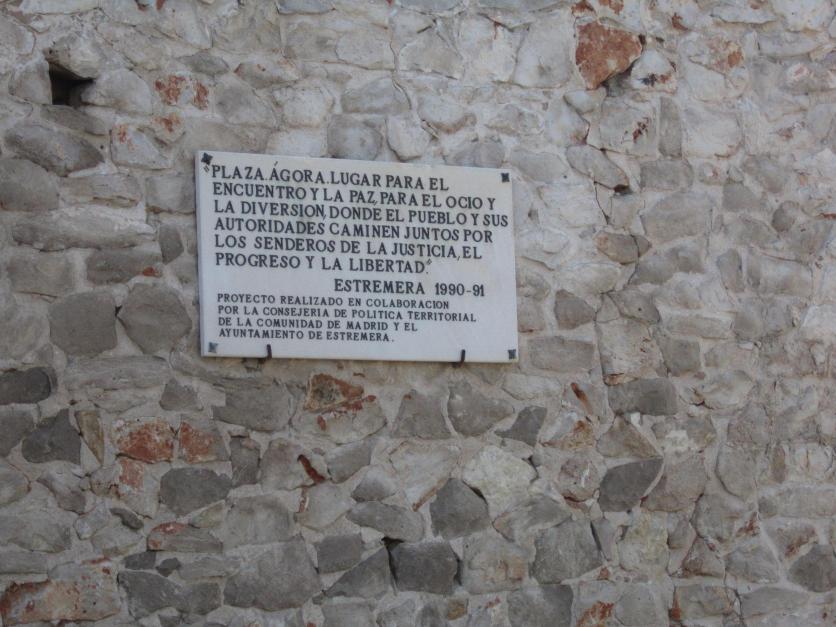 "PLAZA.ÁGORA.LUGAR PARA EL
ENCUENTRO Y LA PAZ, PARA EL OCIO Y
LA DIVERSION, DONDE EL PUEBLO Y SUS
AUTORIDADES CAMINEN JUNTOS POR
LOS SENDEROS DE LA JUSTICIA, EL
PROGRESO Y LA LIBERTAD."
ESTREMERA 1990-91
PROYECTO REALIZADO EN COLABORACION
POR LA CONSEJERIA DE POLITICA TERRITORIAL
DE LA COMUNIDAD DE MADRID Y EL
AYUNTAMIENTO DE ESTREMERA.